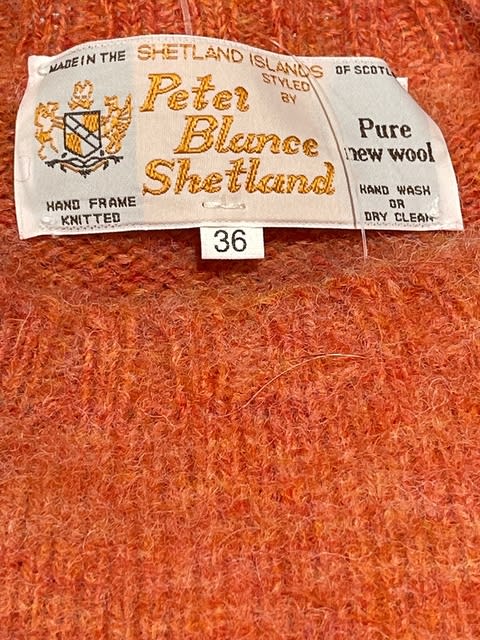 MADE IN THE SHETLAND ISLANDS OF SCOTL
STYLED
BY
Peter
Blance
Shetland
HAND FRAME
KNITTED
Pure
new wool
HAND WASH
OR
DRY CLEAN
36